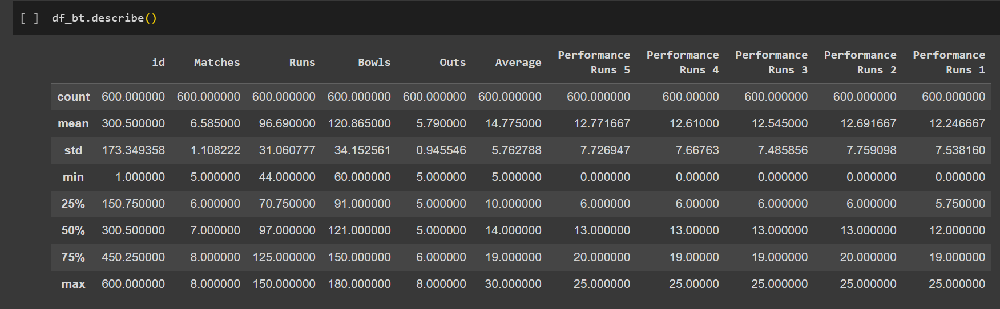 [ ] df_bt.describe()
id Matches Runs Bowls Outs Average Performance Runs 5 Performance Runs 4 Performance Runs 3 Performance Runs 2 Performance Runs 1
count 600.000000 600.000000 600.000000 600.000000 600.000000 600.000000 600.000000 600.00000 600.000000 600.000000 600.000000
mean 300.500000 6.585000 96.690000 120.865000 5.790000 14.775000 12.771667 12.61000 12.545000 12.691667 12.246667
std 173.349358 1.108222 31.060777 34.152561 0.945546 5.762788 7.726947 7.66763 7.485856 7.759098 7.538160
min 1.000000 5.000000 44.000000 60.000000 5.000000 5.000000 0.000000 0.00000 0.000000 0.000000 0.000000
25% 150.750000 6.000000 70.750000 91.000000 5.000000 10.000000 6.000000 6.00000 6.000000 6.000000 5.750000
50% 300.500000 7.000000 97.000000 121.000000 5.000000 14.000000 13.000000 13.00000 13.000000 13.000000 12.000000
75% 450.250000 8.000000 125.000000 150.000000 6.000000 19.000000 20.000000 19.00000 19.000000 20.000000 19.000000
max 600.000000 8.000000 150.000000 180.000000 8.000000 30.000000 25.000000 25.00000 25.000000 25.000000 25.000000